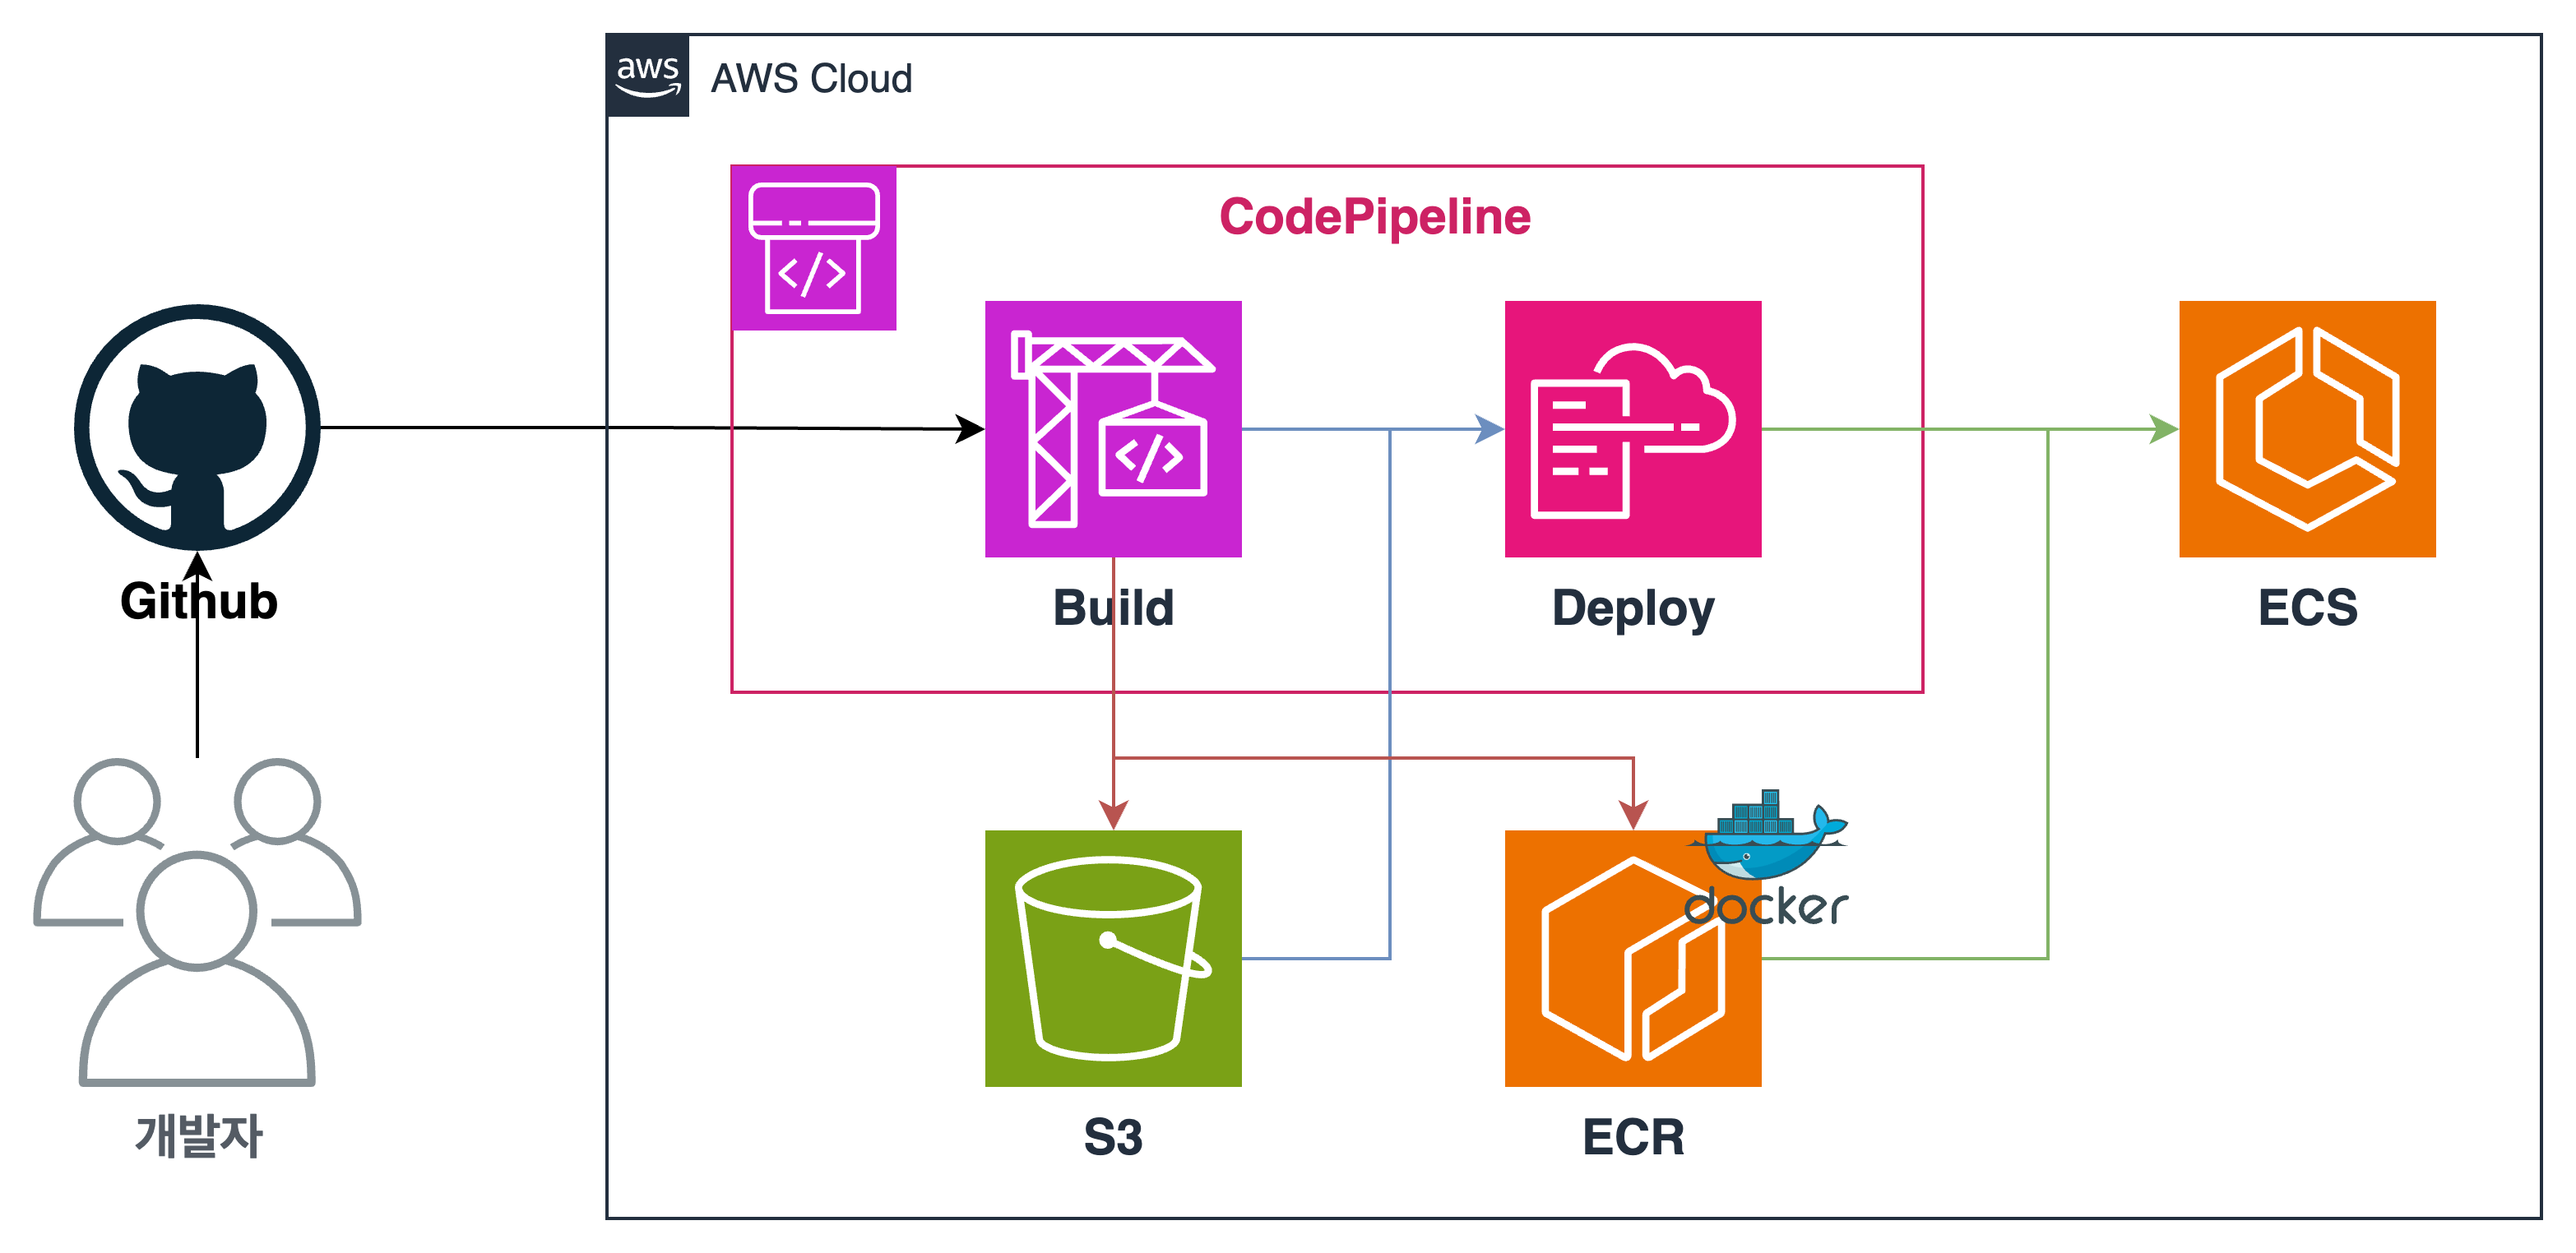 aws
AWS Cloud
CodePipeline
</>
</>
Github
Build
Deploy
ECS
docker
개발자
S3
ECR